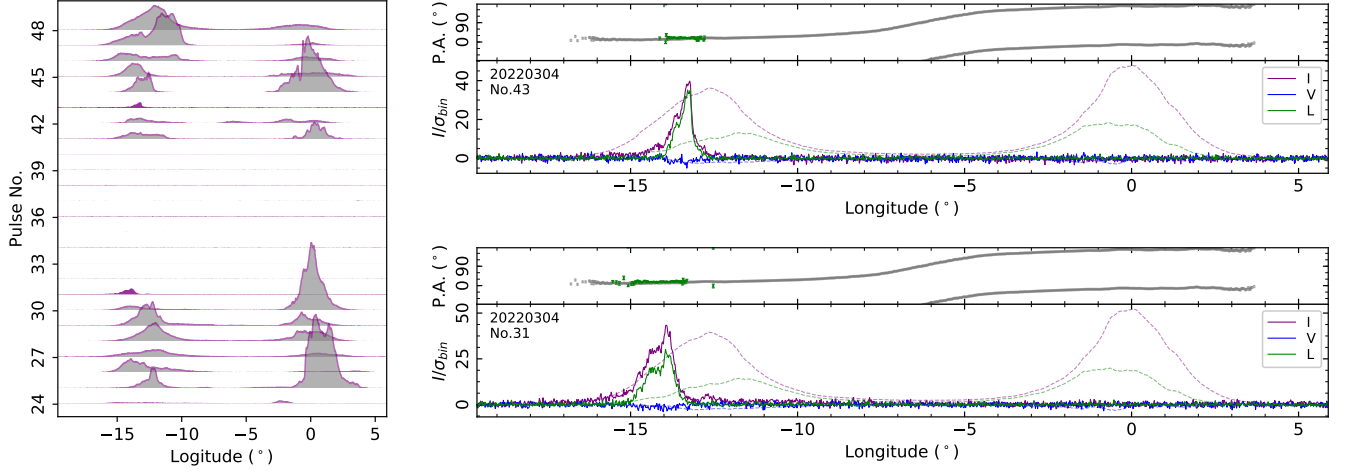 48
45
42
39
36
33
30
27
24
Pulse No.
−15 −10 −5 0 5
Logitude (°)
P.A. (°)
0 90
20220304
No.43
I
V
L
I/σbin
40
20
0
−15 −10 −5 0 5
Longitude (°)
P.A. (°)
0 90
20220304
No.31
I
V
L
I/σbin
50
25
0
−15 −10 −5 0 5
Longitude (°)